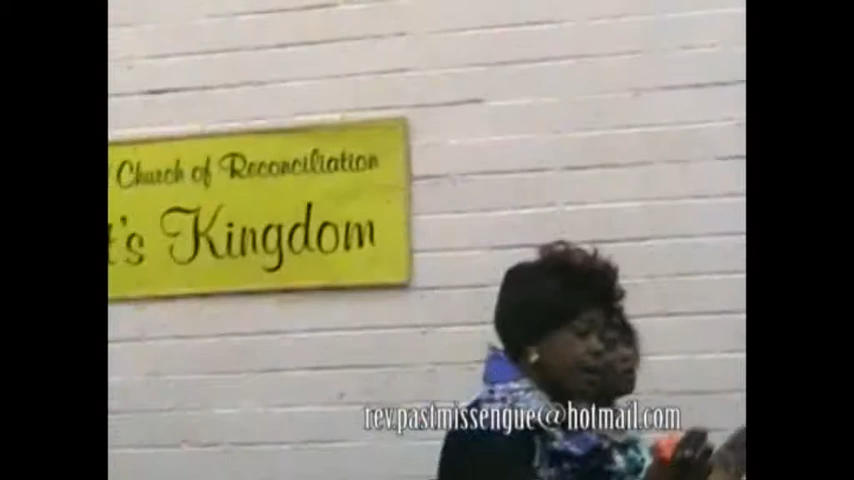 Church of Reconciliation
t's Kingdom
rev.pastmissengue@hotmail.com